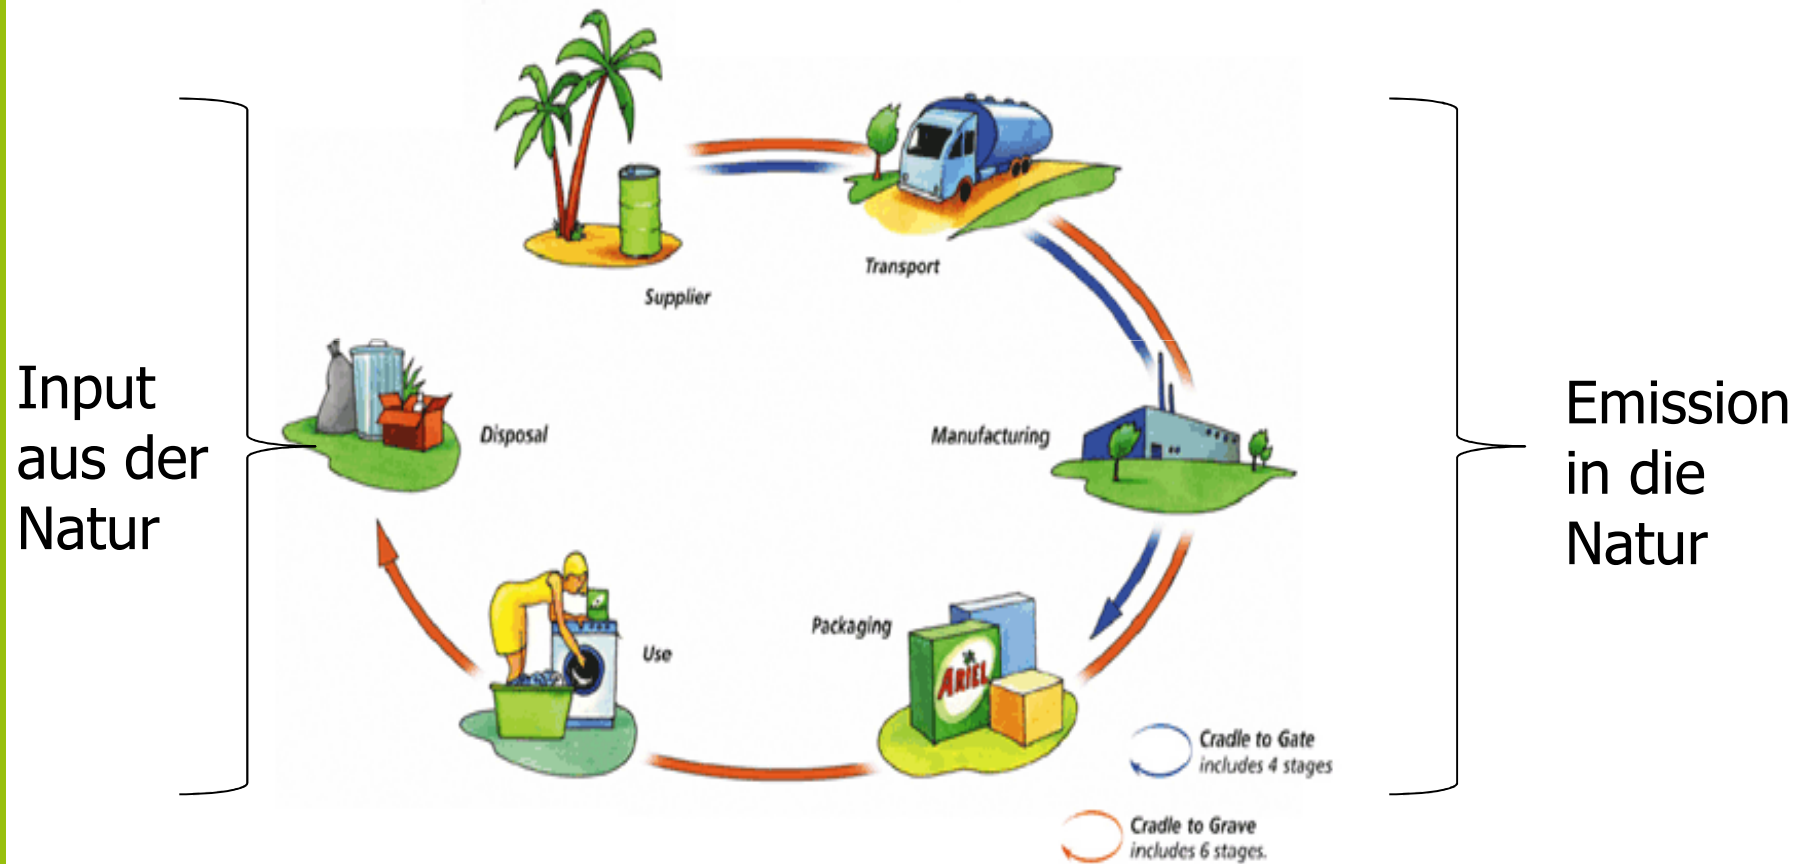 Input
aus der
Natur
Supplier
Transport
Disposal
Manufacturing
Use
Packaging
ARIEL
Cradle to Gate
includes 4 stages
Cradle to Grave
includes 6 stages.
Emission
in die
Natur